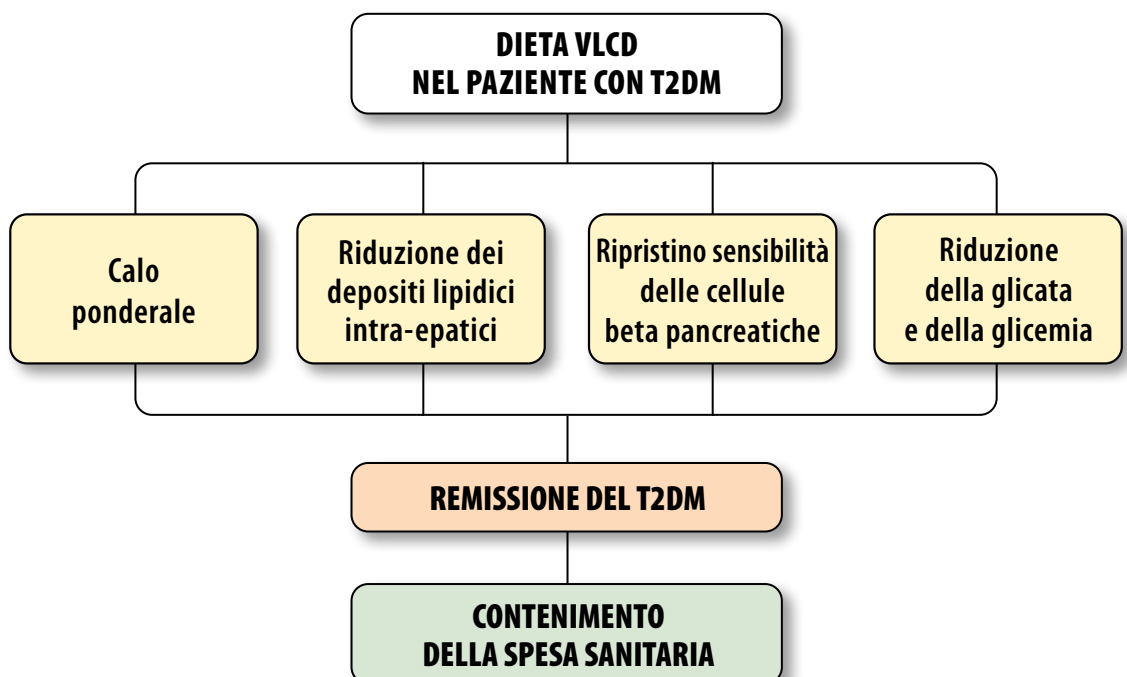 DIETA VLCD
NEL PAZIENTE CON T2DM
Calo
ponderale
Riduzione dei
depositi lipidici
intra-epatici
Ripristino sensibilità
delle cellule
beta pancreatiche
Riduzione
della glicata
e della glicemia
REMISSIONE DEL T2DM
CONTENIMENTO
DELLA SPESA SANITARIA